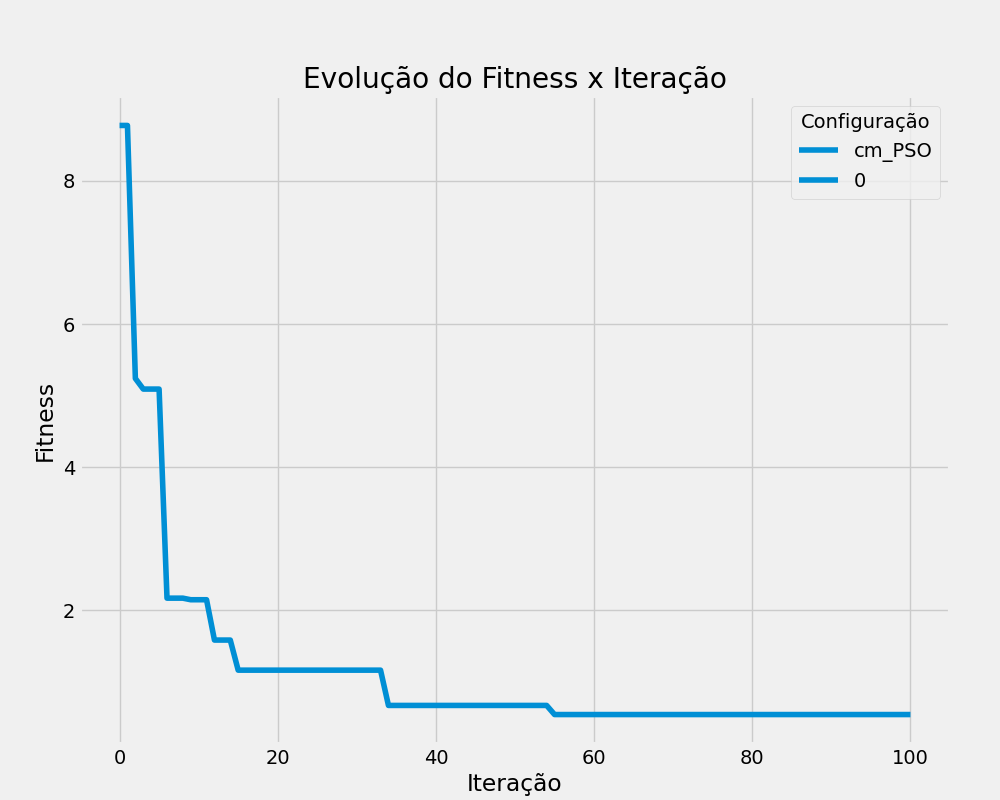 Evolução do Fitness x Iteração
Configuração
cm_PSO
0
8
6
4
2
Fitness
0 20 40 60 80 100
Iteração